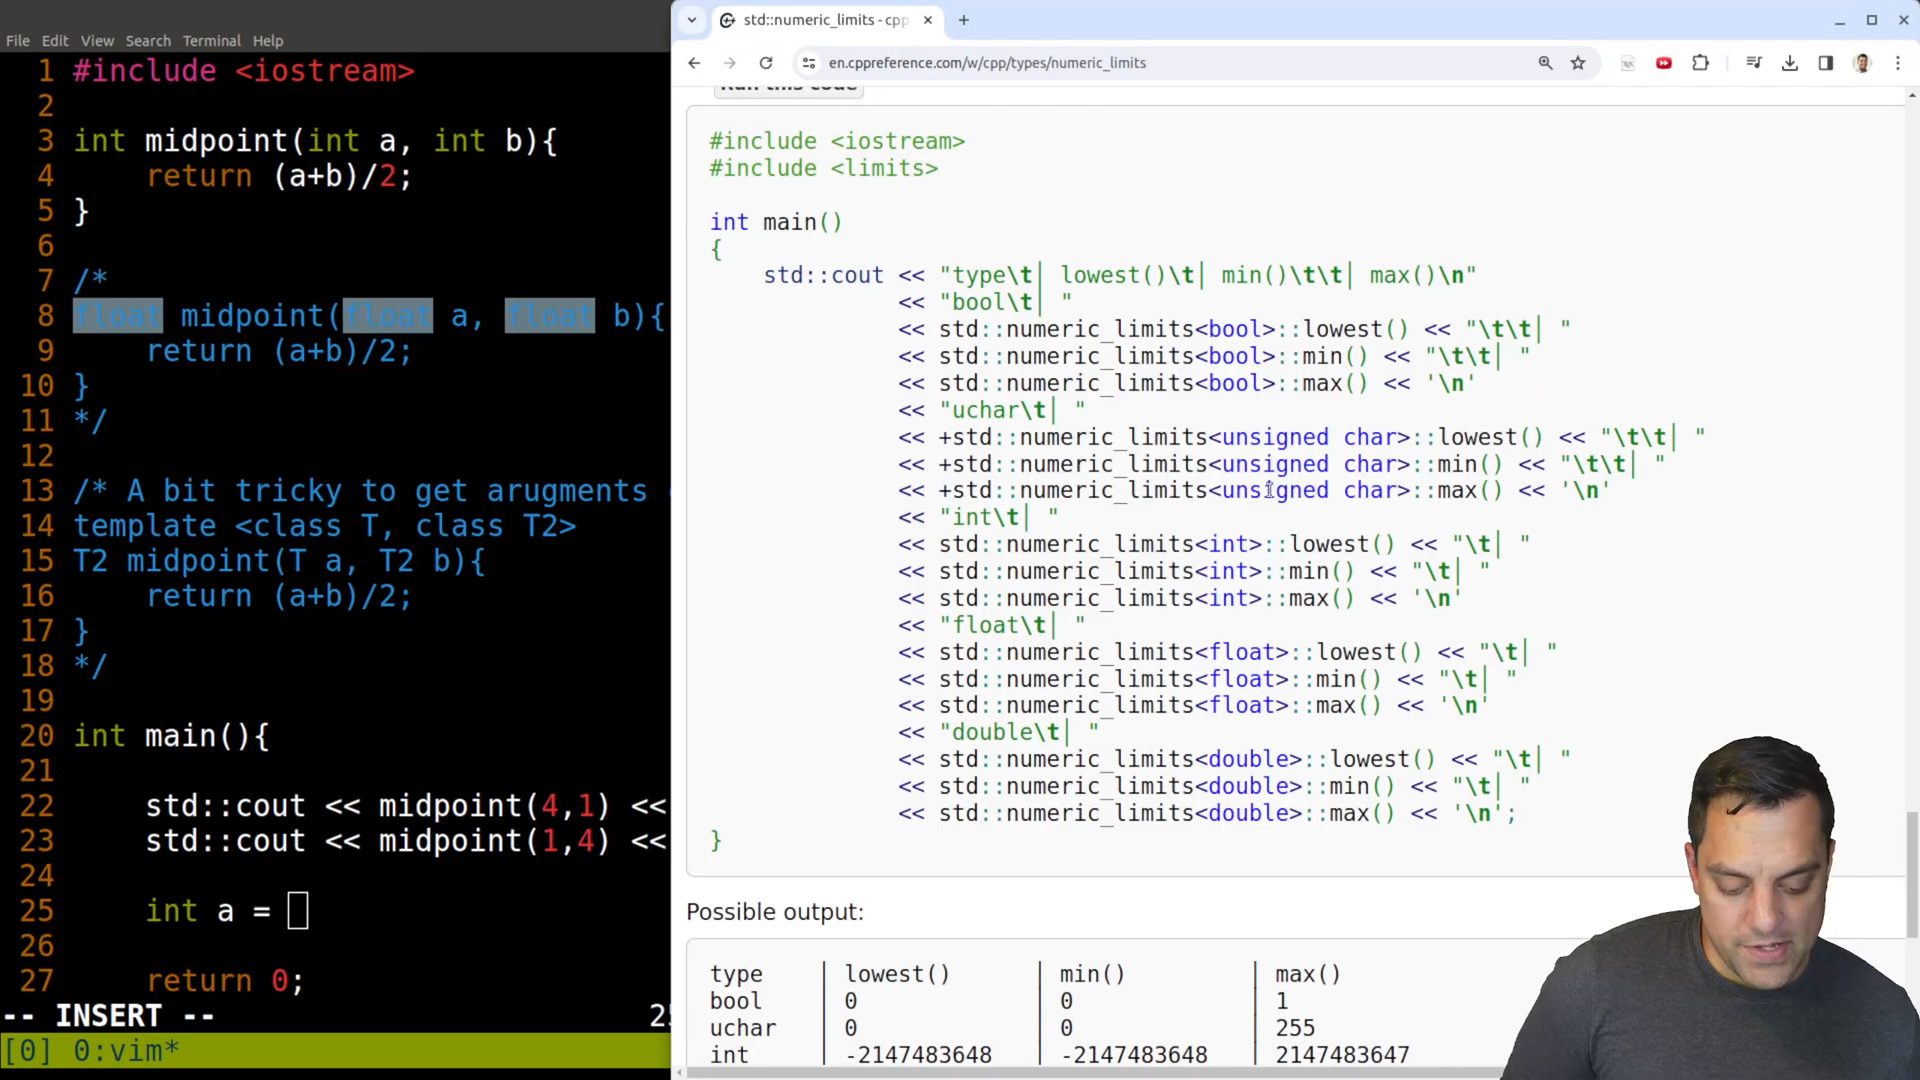 File Edit View Search Terminal Help
1 #include <iostream>
2
3 int midpoint(int a, int b){
4 return (a+b)/2;
5 }
6
7 /*
8 float midpoint(float a, float b){
9 return (a+b)/2;
10 }
11 */
12
13 /* A bit tricky to get arugments
14 template <class T, class T2>
15 T2 midpoint(T a, T2 b){
16 return (a+b)/2;
17 }
18 */
19
20 int main(){
21
22 std::cout << midpoint(4,1) <<
23 std::cout << midpoint(1,4) <<
24
25 int a =
26
27 return 0;
-- INSERT -- 25
[0] 0:vim*
std::numeric_limits - cpp
en.cppreference.com/w/cpp/types/numeric_limits
Run this code
#include <iostream>
#include <limits>
int main()
{
std::cout << "type\t│ lowest()\t│ min()\t\t│ max()\n"
<< "bool\t│ "
<< std::numeric_limits<bool>::lowest() << "\t\t│ "
<< std::numeric_limits<bool>::min() << "\t\t│ "
<< std::numeric_limits<bool>::max() << '\n'
<< "uchar\t│ "
<< +std::numeric_limits<unsigned char>::lowest() << "\t\t│ "
<< +std::numeric_limits<unsigned char>::min() << "\t\t│ "
<< +std::numeric_limits<unsigned char>::max() << '\n'
<< "int\t│ "
<< std::numeric_limits<int>::lowest() << "\t│ "
<< std::numeric_limits<int>::min() << "\t│ "
<< std::numeric_limits<int>::max() << '\n'
<< "float\t│ "
<< std::numeric_limits<float>::lowest() << "\t│ "
<< std::numeric_limits<float>::min() << "\t│ "
<< std::numeric_limits<float>::max() << '\n'
<< "double\t│ "
<< std::numeric_limits<double>::lowest() << "\t│ "
<< std::numeric_limits<double>::min() << "\t│ "
<< std::numeric_limits<double>::max() << '\n';
}
Possible output:
type │ lowest() │ min() │ max()
bool │ 0 │ 0 │ 1
uchar │ 0 │ 0 │ 255
int │ -2147483648 │ -2147483648 │ 2147483647